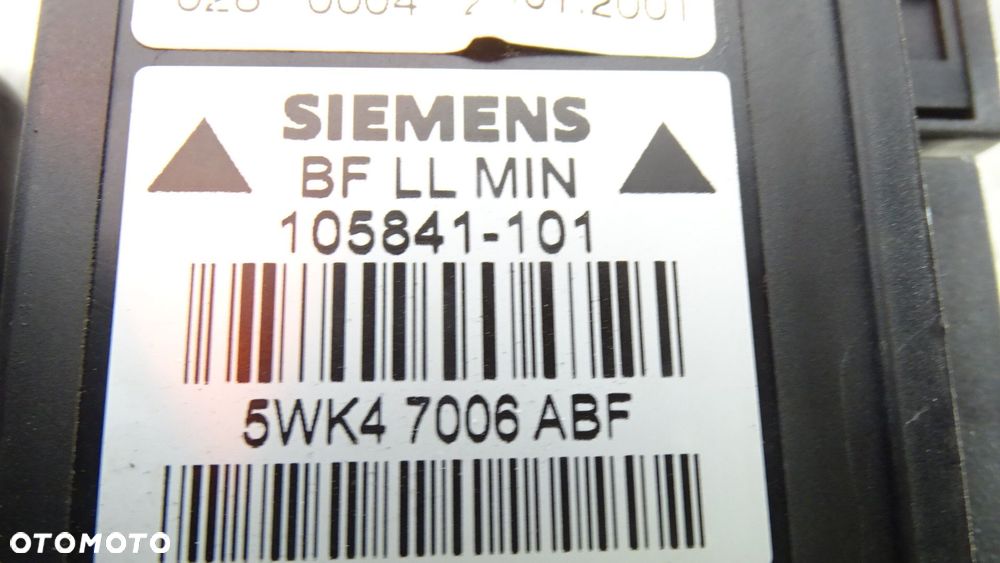 SIEMENS
BF LL MIN
105841-101
5WK4 7006 ABF
OTOMOTO